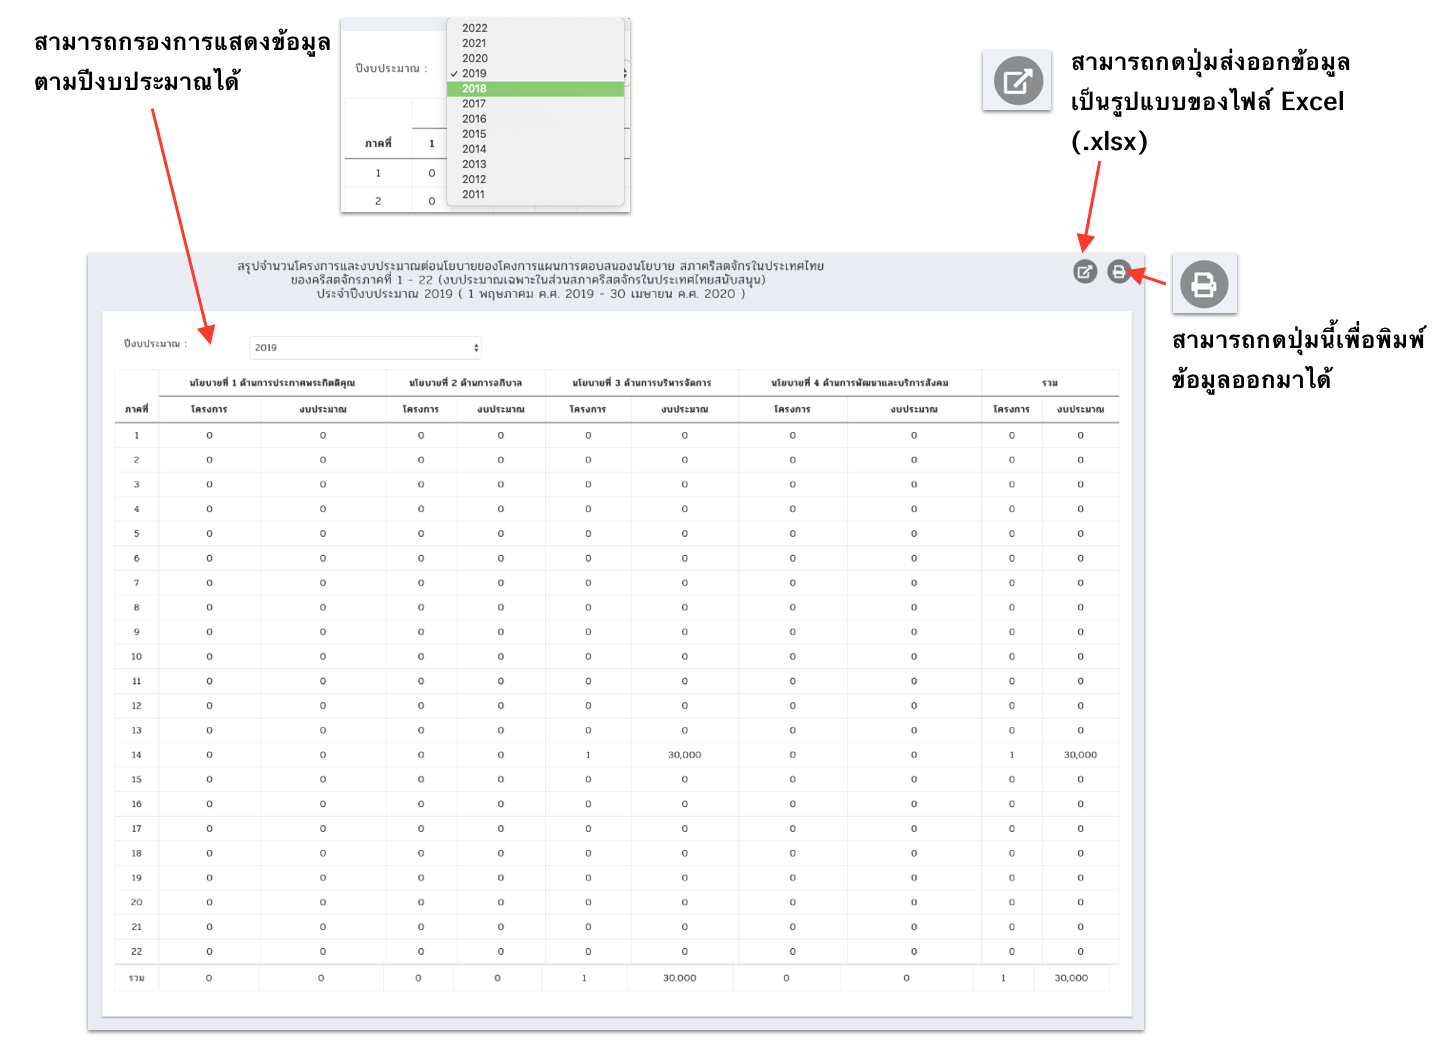 สามารถกรองการแสดงข้อมูล
ตามปีงบประมาณได้
ปีงบประมาณ :
2022
2021
2020
✓ 2019
2018
2017
2016
2015
2014
2013
2012
2011
ภาคที่ 1
1 0
2 0
สามารถกดปุ่มส่งออกข้อมูล
เป็นรูปแบบของไฟล์ Excel
(.xlsx)
สรุปจำนวนโครงการและงบประมาณต่อนโยบายของโคงการแผนการตอบสนองนโยบาย สภาคริสตจักรในประเทศไทย
ของคริสตจักรภาคที่ 1 - 22 (งบประมาณเฉพาะในส่วนสภาคริสตจักรในประเทศไทยสนับสนุน)
ประจำปีงบประมาณ 2019 ( 1 พฤษภาคม ค.ศ. 2019 - 30 เมษายน ค.ศ. 2020 )
สามารถกดปุ่มนี้เพื่อพิมพ์
ข้อมูลออกมาได้
ปีงบประมาณ : 2019
นโยบายที่ 1 ด้านการประกาศพระกิตติคุณ นโยบายที่ 2 ด้านการอภิบาล นโยบายที่ 3 ด้านการบริหารจัดการ นโยบายที่ 4 ด้านการพัฒนาและบริการสังคม รวม
ภาคที่ โครงการ งบประมาณ โครงการ งบประมาณ โครงการ งบประมาณ โครงการ งบประมาณ โครงการ งบประมาณ
1 0 0 0 0 0 0 0 0 0 0
2 0 0 0 0 0 0 0 0 0 0
3 0 0 0 0 0 0 0 0 0 0
4 0 0 0 0 0 0 0 0 0 0
5 0 0 0 0 0 0 0 0 0 0
6 0 0 0 0 0 0 0 0 0 0
7 0 0 0 0 0 0 0 0 0 0
8 0 0 0 0 0 0 0 0 0 0
9 0 0 0 0 0 0 0 0 0 0
10 0 0 0 0 0 0 0 0 0 0
11 0 0 0 0 0 0 0 0 0 0
12 0 0 0 0 0 0 0 0 0 0
13 0 0 0 0 0 0 0 0 0 0
14 0 0 0 0 1 30,000 0 0 1 30,000
15 0 0 0 0 0 0 0 0 0 0
16 0 0 0 0 0 0 0 0 0 0
17 0 0 0 0 0 0 0 0 0 0
18 0 0 0 0 0 0 0 0 0 0
19 0 0 0 0 0 0 0 0 0 0
20 0 0 0 0 0 0 0 0 0 0
21 0 0 0 0 0 0 0 0 0 0
22 0 0 0 0 0 0 0 0 0 0
รวม 0 0 0 0 1 30,000 0 0 1 30,000